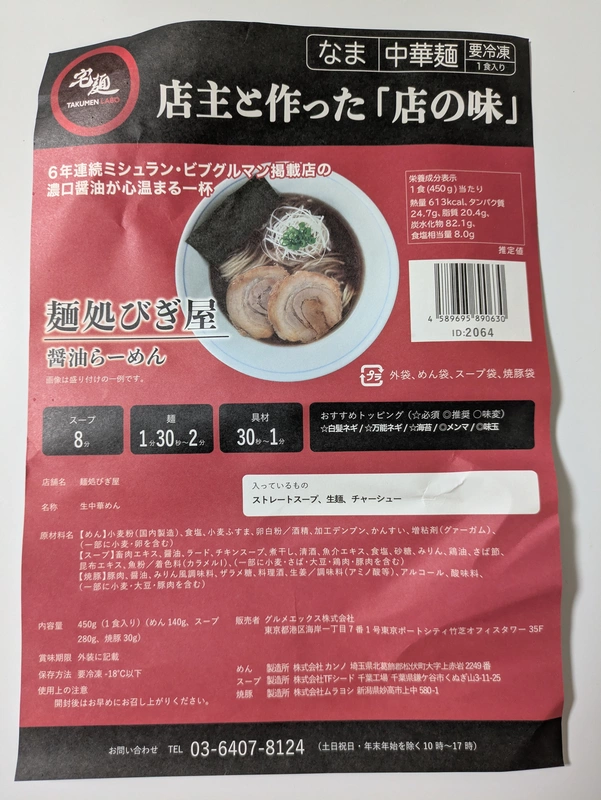 宅麺
TAKUMEN LABO
なま 中華麺 要冷凍
1食入り
店主と作った「店の味」
6年連続ミシュラン・ビブグルマン掲載店の
濃口醤油が心温まる一杯
栄養成分表示
1食(450g)当たり
熱量 613kcal、タンパク質
24.7g、脂質 20.4g、
炭水化物 82.1g、
食塩相当量 8.0g
推定値
4 589695 890630
ID:2064
麺処びぎ屋
醤油らーめん
画像は盛り付けの一例です。
プラ 外袋、めん袋、スープ袋、焼豚袋
スープ
8分
麺
1分30秒〜2分
具材
30秒〜1分
おすすめトッピング(☆必須 ◎推奨 〇味変)
☆白髪ネギ/☆万能ネギ/☆海苔/◎メンマ/◎味玉
店舗名 麺処びぎ屋
名称 生中華めん
入っているもの
ストレートスープ、生麺、チャーシュー
原材料名 【めん】小麦粉(国内製造)、食塩、小麦ふすま、卵白粉/酒精、加工デンプン、かんすい、増粘剤(グァーガム)、
(一部に小麦・卵を含む)
【スープ】畜肉エキス、醤油、ラード、チキンスープ、煮干し、清酒、魚介エキス、食塩、砂糖、みりん、鶏油、さば節、
昆布エキス、魚粉/着色料(カラメルⅠ)、(一部に小麦・さば・大豆・鶏肉・豚肉を含む)
【焼豚】豚肉、醤油、みりん風調味料、ザラメ糖、料理酒、生姜/調味料(アミノ酸等)、アルコール、酸味料、
(一部に小麦・大豆・豚肉を含む)
内容量 450g(1食入り)(めん 140g、スープ
280g、焼豚 30g)
販売者 グルメエックス株式会社
東京都港区海岸一丁目7番1号東京ポートシティ竹芝オフィスタワー 35F
賞味期限 外装に記載
保存方法 要冷凍 -18℃以下
使用上の注意
開封後はお早めにお召し上がりください。
めん 製造所 株式会社 カンノ 埼玉県北葛飾郡松伏町大字上赤岩 2249番
スープ 製造所 株式会社TFシード 千葉工場 千葉県鎌ケ谷市くぬぎ山3-11-25
焼豚 製造所 株式会社ムラヨシ 新潟県妙高市上中 580-1
お問い合わせ TEL 03-6407-8124 (土日祝日・年末年始を除く10時〜17時)